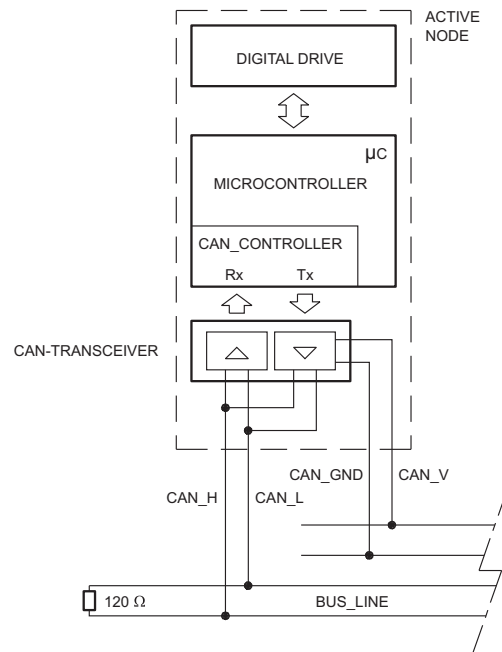 ACTIVE
NODE
DIGITAL DRIVE
µC
MICROCONTROLLER
CAN_CONTROLLER
Rx Tx
CAN-TRANSCEIVER
CAN_GND CAN_V
CAN_H CAN_L
120 Ω BUS_LINE